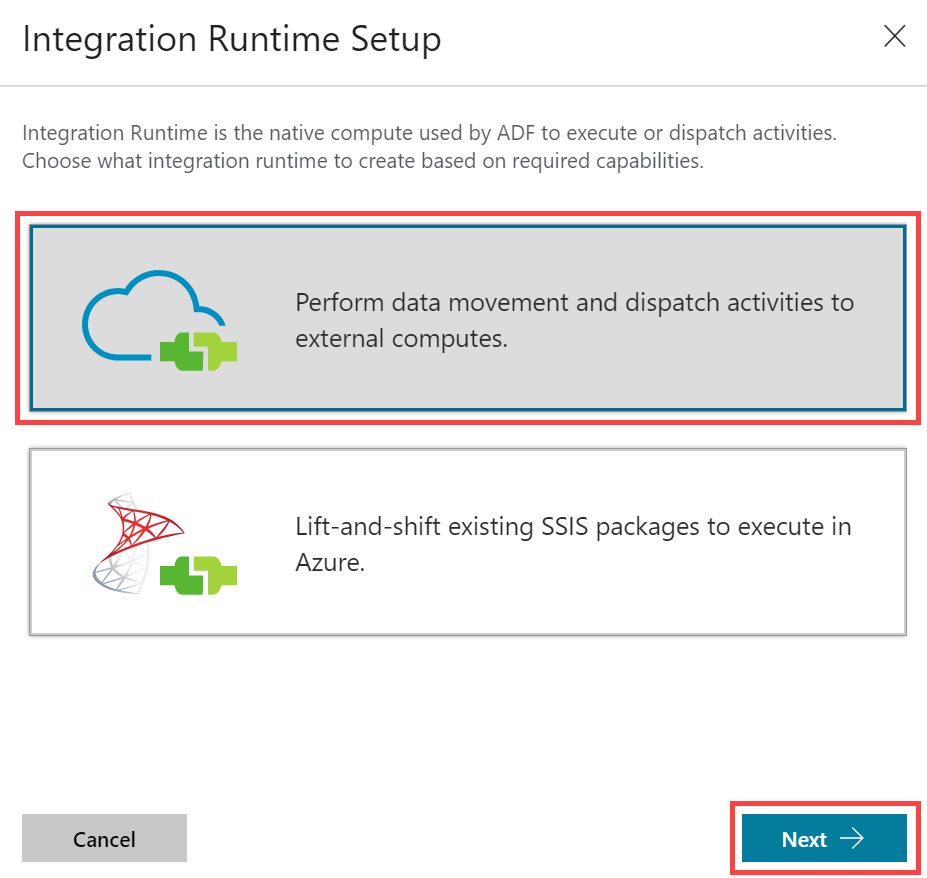 Integration Runtime Setup
Integration Runtime is the native compute used by ADF to execute or dispatch activities.
Choose what integration runtime to create based on required capabilities.
Perform data movement and dispatch activities to
external computes.
Lift-and-shift existing SSIS packages to execute in
Azure.
Cancel
Next